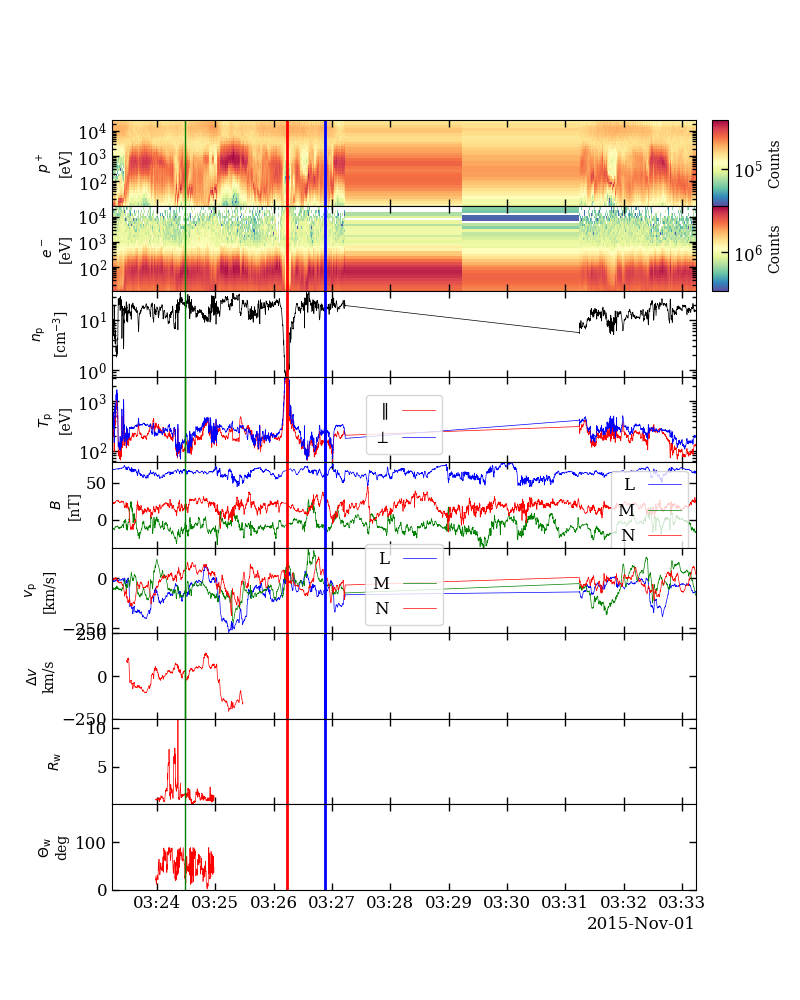 10⁴
10³
10²
p⁺
[eV]
10⁵
Counts
10⁴
10³
10²
e⁻
[eV]
10⁶
Counts
10¹
10⁰
nₚ
[cm⁻³]
10³
10²
Tₚ
[eV]
∥
⊥
50
0
B
[nT]
L
M
N
0
−250
vₚ
[km/s]
L
M
N
250
0
−250
Δv
km/s
10
5
R_w
100
0
Θ_w
deg
03:24 03:25 03:26 03:27 03:28 03:29 03:30 03:31 03:32 03:33
2015-Nov-01